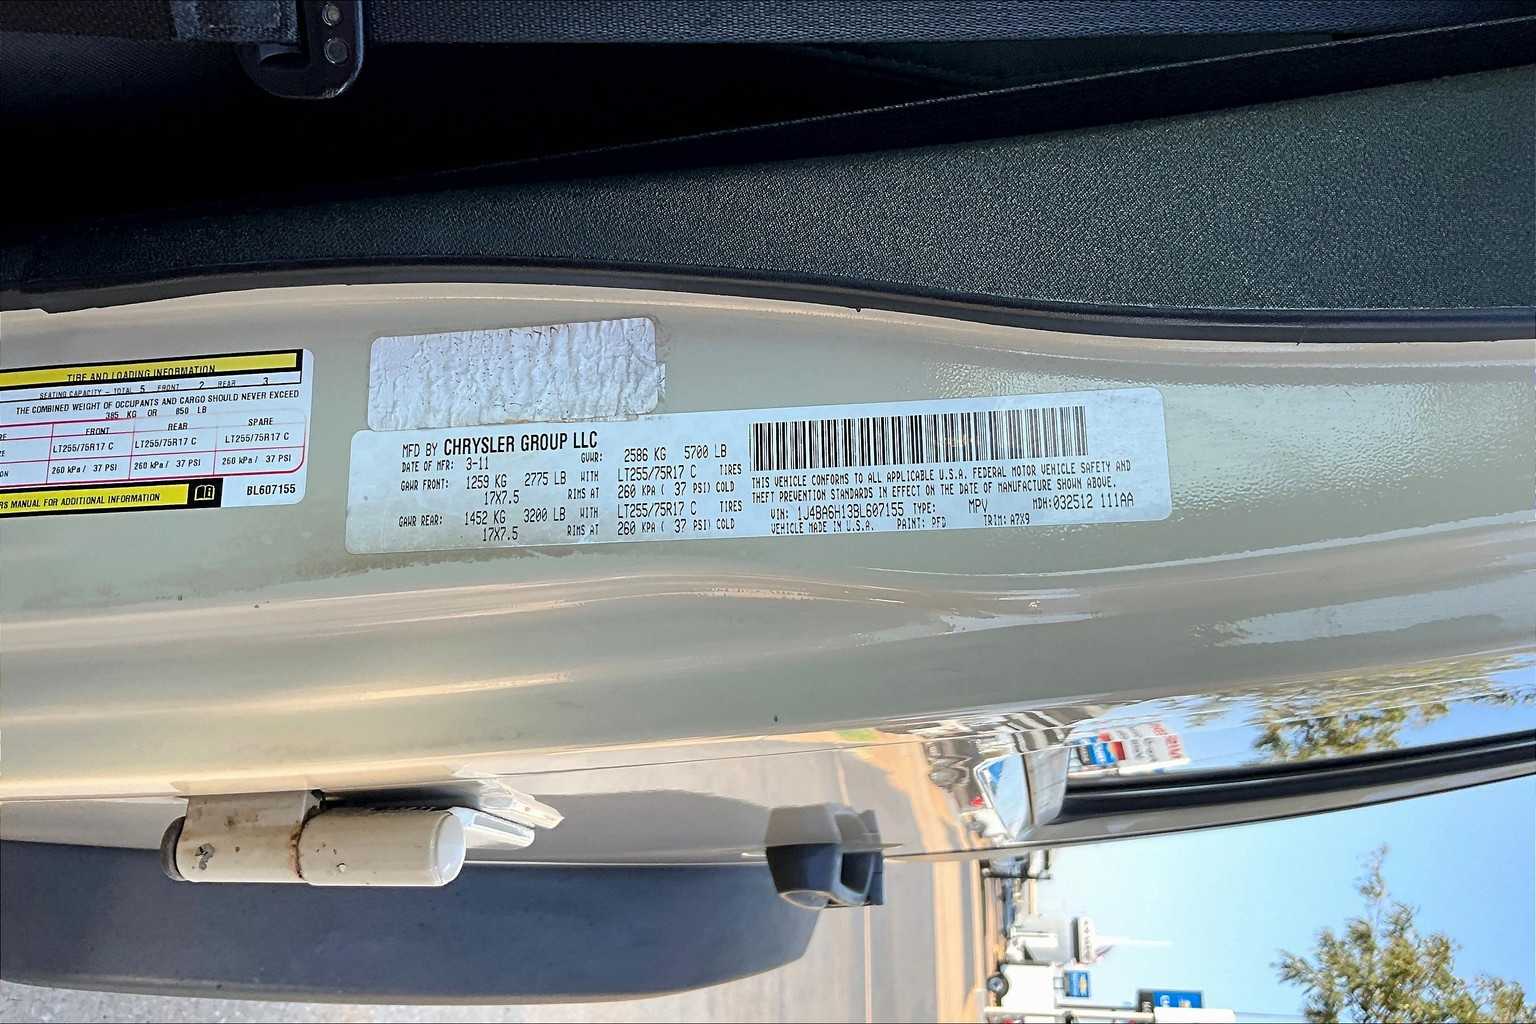 TIRE AND LOADING INFORMATION
SEATING CAPACITY - TOTAL 5 FRONT 2 REAR 3
THE COMBINED WEIGHT OF OCCUPANTS AND CARGO SHOULD NEVER EXCEED
385 KG OR 850 LB
FRONT REAR SPARE
LT255/75R17 C LT255/75R17 C LT255/75R17 C
260 kPa / 37 PSI 260 kPa / 37 PSI 260 kPa / 37 PSI
MANUAL FOR ADDITIONAL INFORMATION
BL607155
MFD BY CHRYSLER GROUP LLC
DATE OF MFR: 3-11 GVWR: 2586 KG 5700 LB
GAWR FRONT: 1259 KG 2775 LB WITH LT255/75R17 C TIRES
17X7.5 RIMS AT 260 KPA ( 37 PSI) COLD
GAWR REAR: 1452 KG 3200 LB WITH LT255/75R17 C TIRES
17X7.5 RIMS AT 260 KPA ( 37 PSI) COLD
THIS VEHICLE CONFORMS TO ALL APPLICABLE U.S.A. FEDERAL MOTOR VEHICLE SAFETY AND
THEFT PREVENTION STANDARDS IN EFFECT ON THE DATE OF MANUFACTURE SHOWN ABOVE.
VIN: 1J4BA6H13BL607155 TYPE: MPV MDH:032512 111AA
VEHICLE MADE IN U.S.A. PAINT: PFD TRIM: A7X9